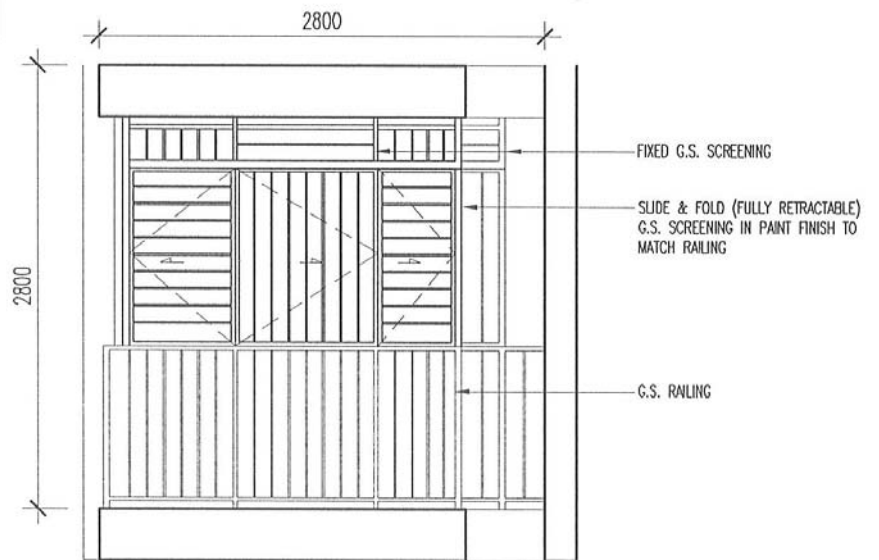 2800
2800
FIXED G.S. SCREENING
SLIDE & FOLD (FULLY RETRACTABLE)
G.S. SCREENING IN PAINT FINISH TO
MATCH RAILING
G.S. RAILING